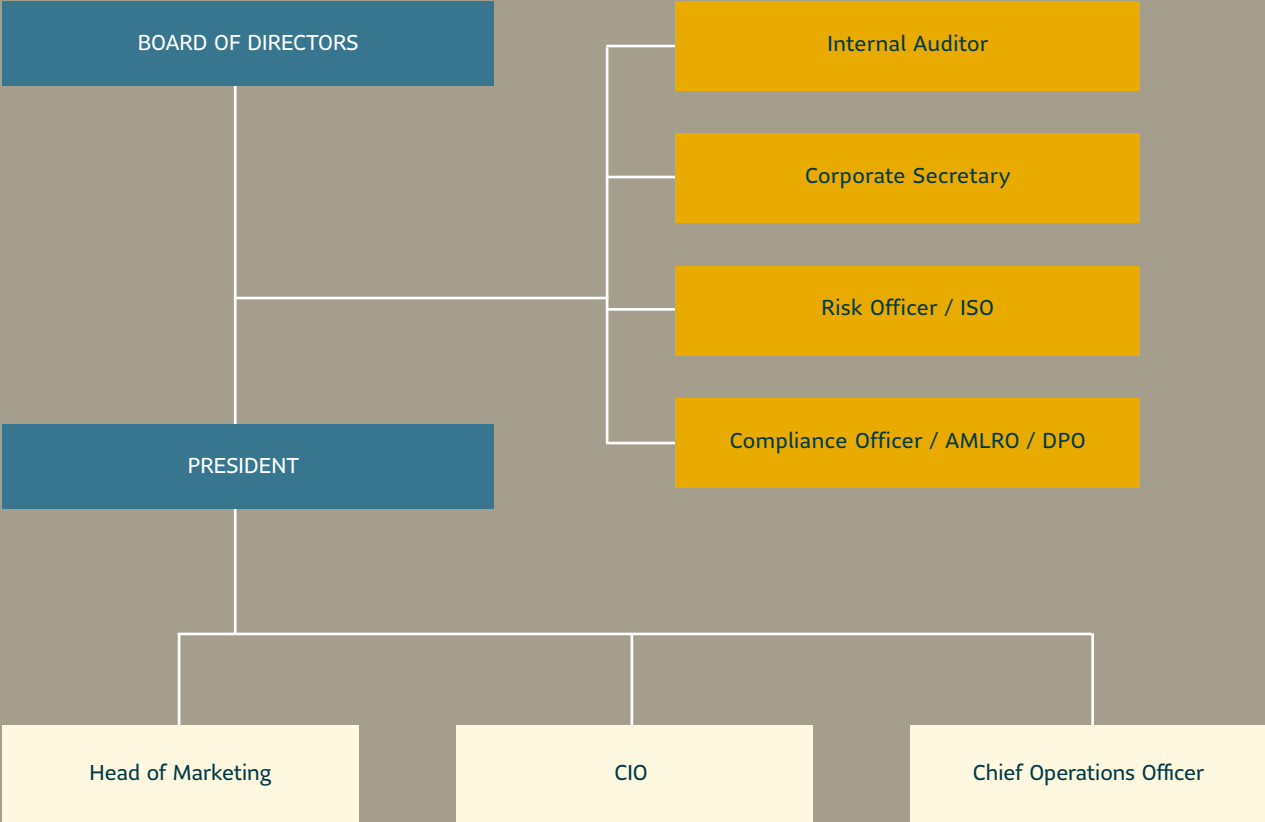 BOARD OF DIRECTORS
Internal Auditor
Corporate Secretary
Risk Officer / ISO
Compliance Officer / AMLRO / DPO
PRESIDENT
Head of Marketing
CIO
Chief Operations Officer